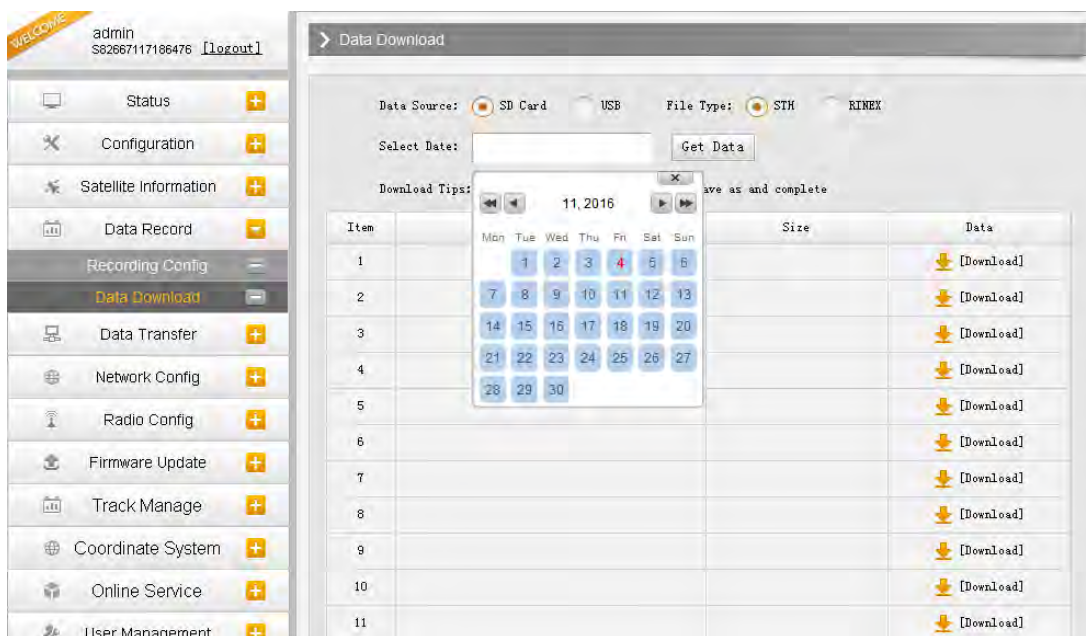 WELCOME
admin
S82667117186476 [logout]
Status
Configuration
Satellite Information
Data Record
Recording Config
Data Download
Data Transfer
Network Config
Radio Config
Firmware Update
Track Manage
Coordinate System
Online Service
User Management
Data Download
Data Source: SD Card USB File Type: STH RINEX
Select Date: Get Data
Download Tips: ave as and complete
11, 2016
Mon Tue Wed Thu Fri Sat Sun
1 2 3 4 5 6
7 8 9 10 11 12 13
14 15 16 17 18 19 20
21 22 23 24 25 26 27
28 29 30
Item Size Data
1 [Download]
2 [Download]
3 [Download]
4 [Download]
5 [Download]
6 [Download]
7 [Download]
8 [Download]
9 [Download]
10 [Download]
11 [Download]